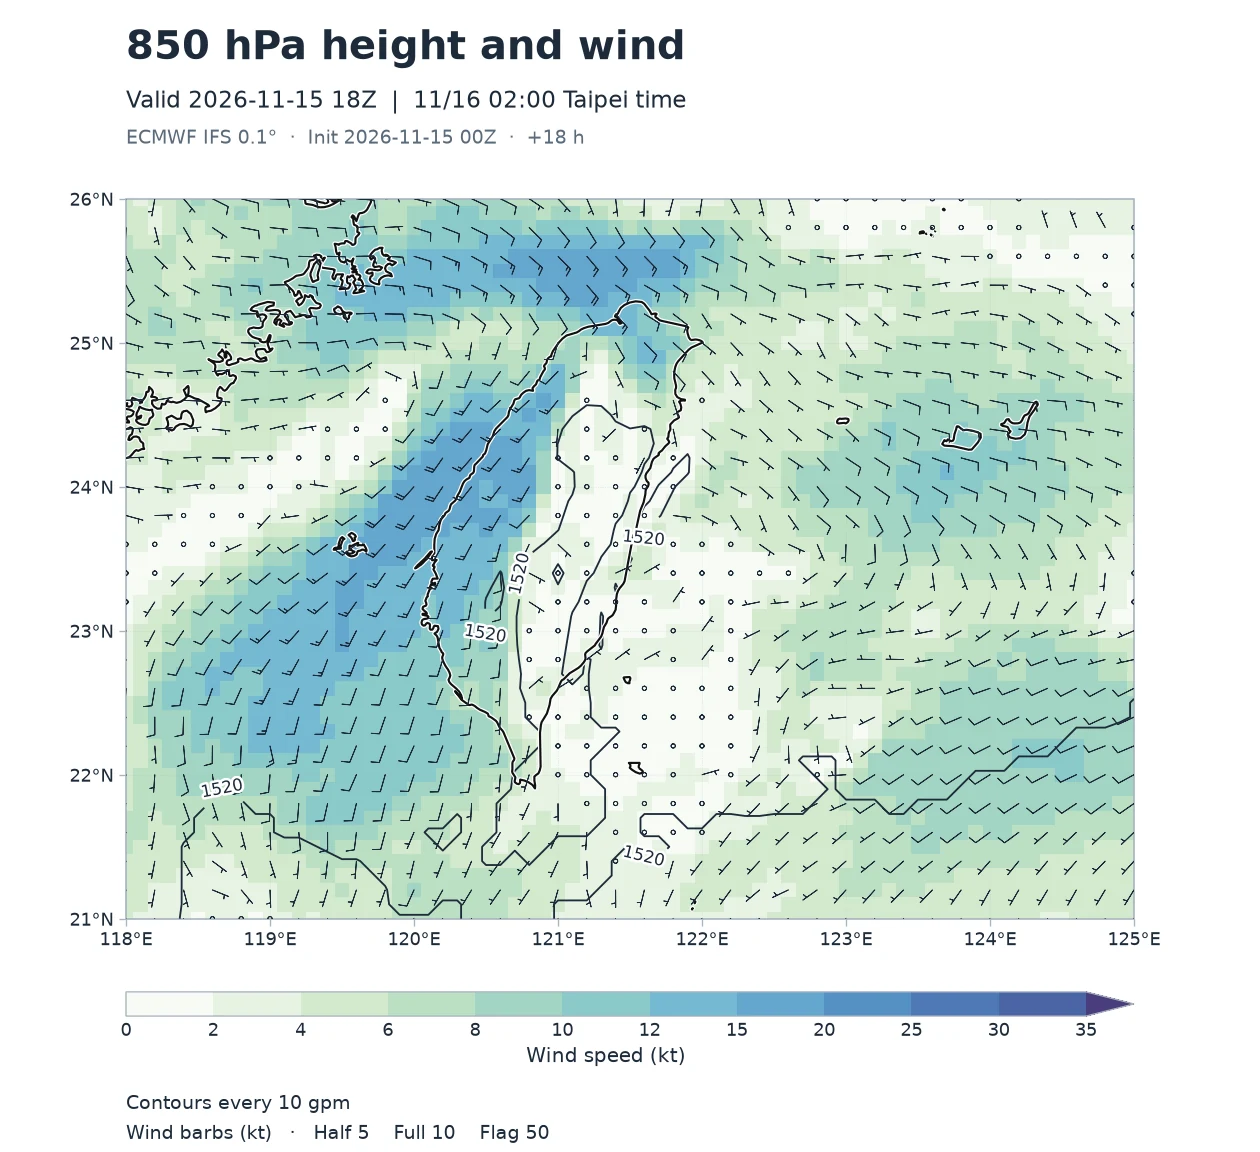 850 hPa height and wind
Valid 2026-11-15 18Z | 11/16 02:00 Taipei time
ECMWF IFS 0.1° · Init 2026-11-15 00Z · +18 h
26°N
25°N
24°N
23°N
22°N
21°N
1520
1520
1520
1520
1520
118°E 119°E 120°E 121°E 122°E 123°E 124°E 125°E
0 2 4 6 8 10 12 15 20 25 30 35
Wind speed (kt)
Contours every 10 gpm
Wind barbs (kt) · Half 5 Full 10 Flag 50